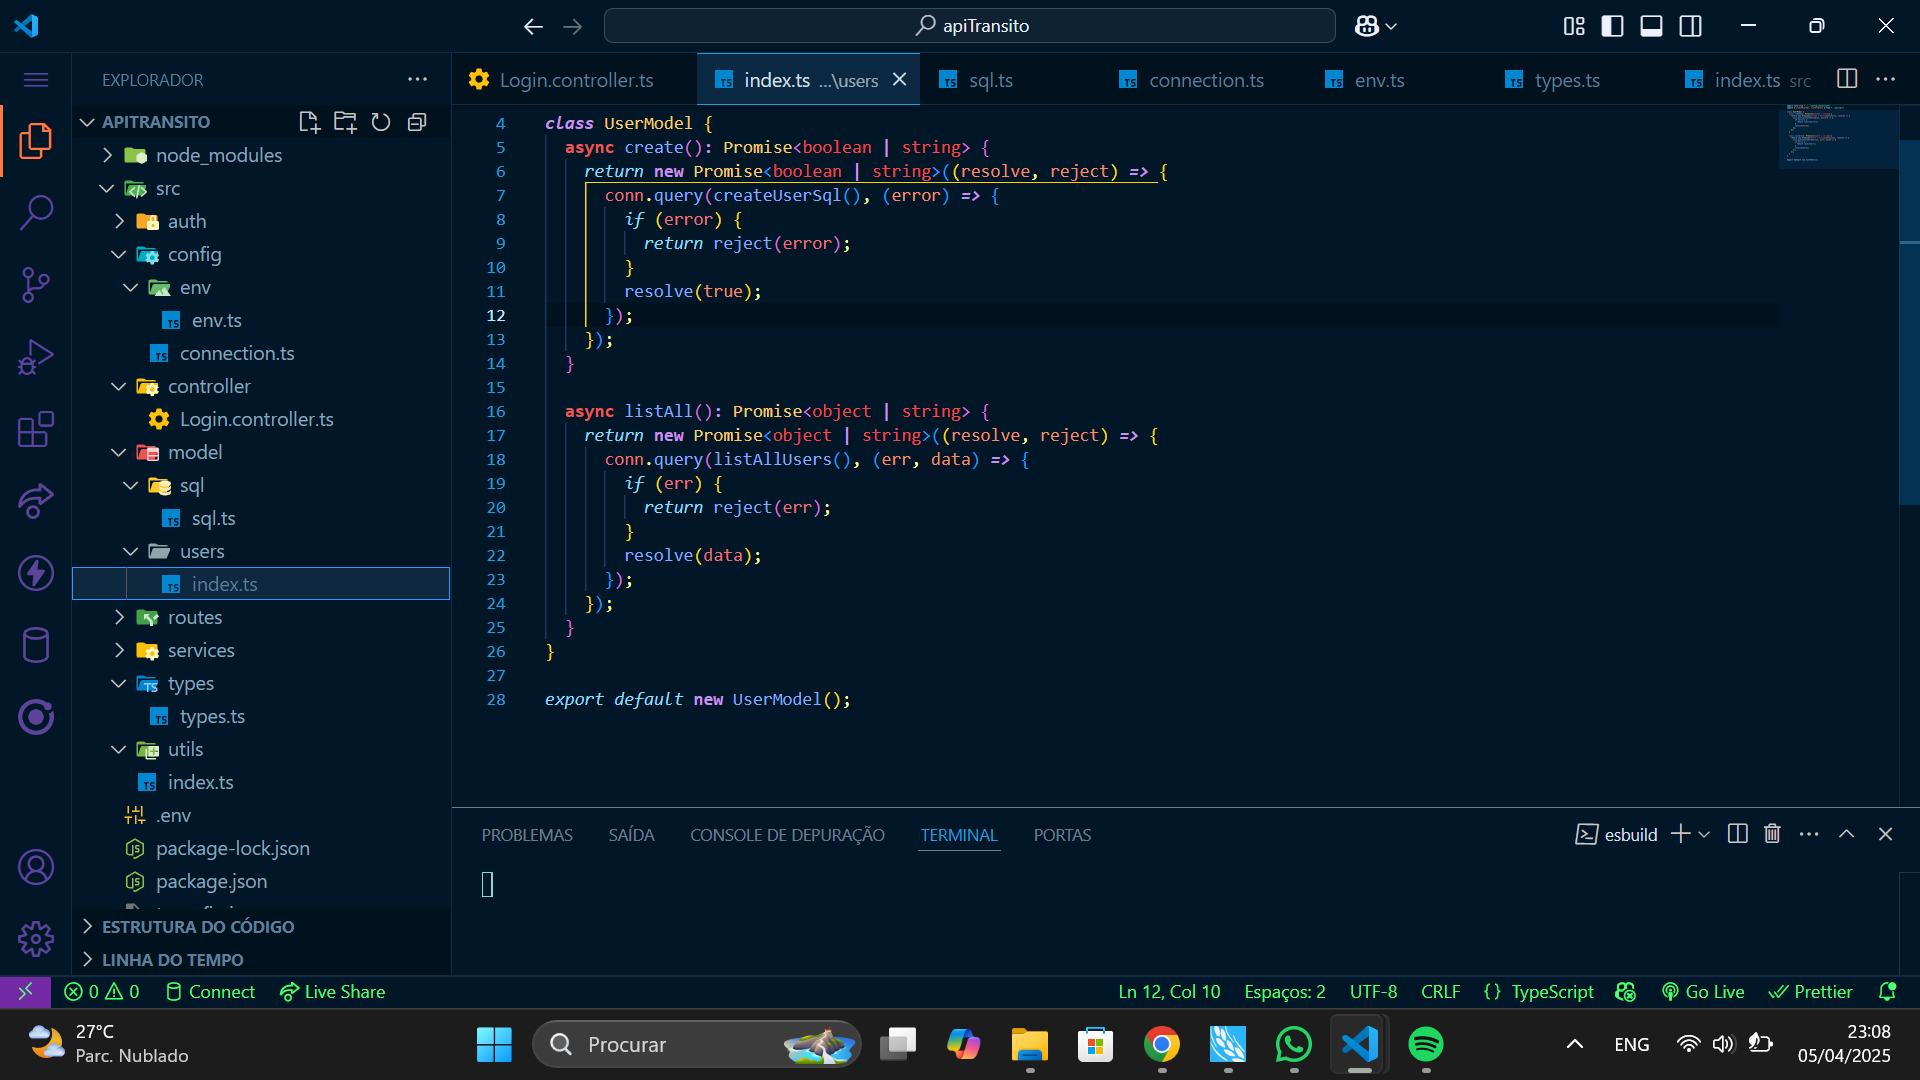 apiTransito
EXPLORADOR
Login.controller.ts
index.ts ...\users
sql.ts
connection.ts
env.ts
types.ts
index.ts src
APITRANSITO
node_modules
src
auth
config
env
env.ts
connection.ts
controller
Login.controller.ts
model
sql
sql.ts
users
index.ts
routes
services
types
types.ts
utils
index.ts
.env
package-lock.json
package.json
ESTRUTURA DO CÓDIGO
LINHA DO TEMPO
4 class UserModel {
5 async create(): Promise<boolean | string> {
6 return new Promise<boolean | string>((resolve, reject) => {
7 conn.query(createUserSql(), (error) => {
8 if (error) {
9 return reject(error);
10 }
11 resolve(true);
12 });
13 });
14 }
15
16 async listAll(): Promise<object | string> {
17 return new Promise<object | string>((resolve, reject) => {
18 conn.query(listAllUsers(), (err, data) => {
19 if (err) {
20 return reject(err);
21 }
22 resolve(data);
23 });
24 });
25 }
26 }
27
28 export default new UserModel();
PROBLEMAS SAÍDA CONSOLE DE DEPURAÇÃO TERMINAL PORTAS
esbuild
0 0 Connect Live Share
Ln 12, Col 10 Espaços: 2 UTF-8 CRLF {} TypeScript Go Live Prettier
27°C
Parc. Nublado
Procurar
ENG
23:08
05/04/2025